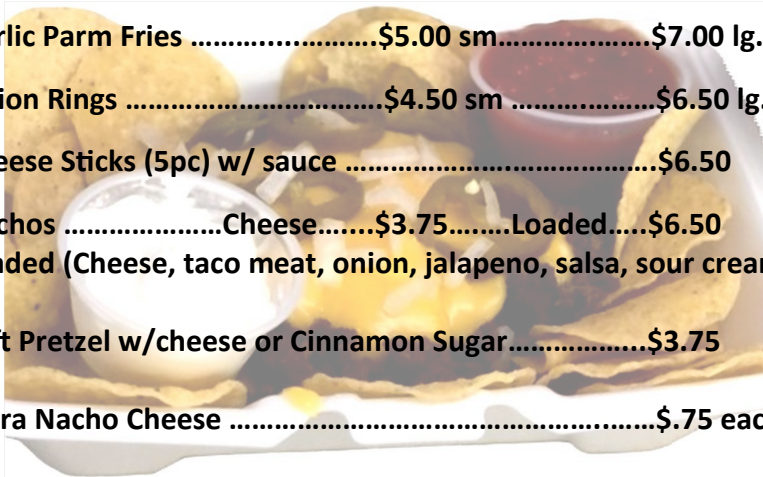 rlic Parm Fries ……….....………….$5.00 sm………….…….$7.00 lg.
ion Rings ………………………….$4.50 sm ……….………$6.50 lg.
eese Sticks (5pc) w/ sauce …………………….………………….$6.50
chos …………………Cheese…....$3.75…….Loaded…..$6.50
aded (Cheese, taco meat, onion, jalapeno, salsa, sour crean
ft Pretzel w/cheese or Cinnamon Sugar……………...$3.75
ra Nacho Cheese ……………………………………..……$.75 eac